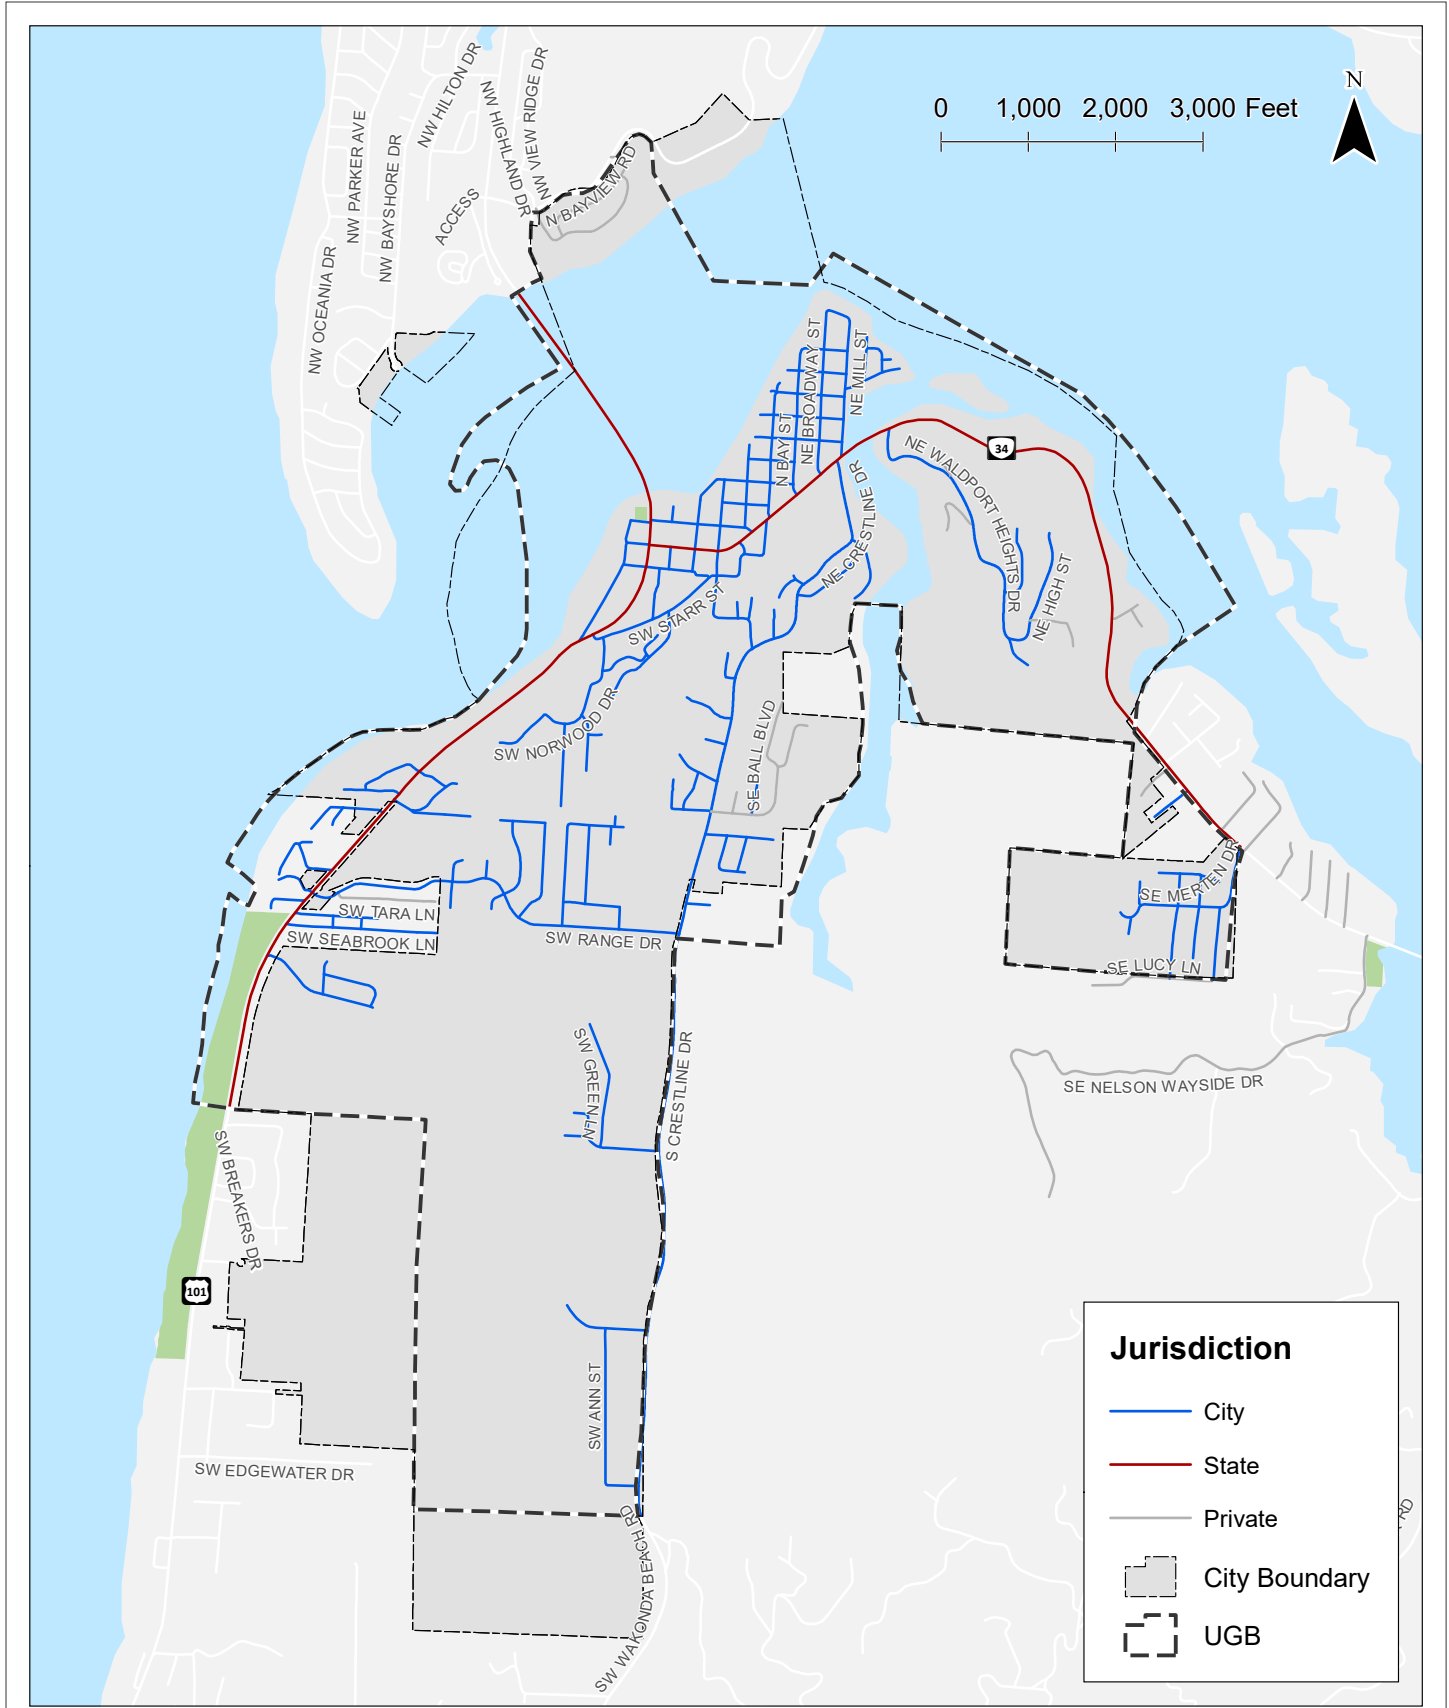 N
0 1,000 2,000 3,000 Feet
NW HILTON DR
NW VIEW RIDGE DR
NW HIGHLAND DR
NW PARKER AVE
NW BAYSHORE DR
ACCESS
N BAYVIEW RD
NW OCEANIA DR
NE BROADWAY ST
NE MILL ST
N BAY ST
34
NE WALDPORT HEIGHTS DR
NE CRESTLINE DR
NE HIGH ST
SW STARR ST
SW NORWOOD DR
SE BALL BLVD
SE MERTEN DR
SW TARA LN
SW SEABROOK LN
SW RANGE DR
SE LUCY LN
SW GREEN LN
S CRESTLINE DR
SE NELSON WAYSIDE DR
SW BREAKERS DR
101
SW ANN ST
SW EDGEWATER DR
SW WAKONDA BEACH RD
RD
Jurisdiction
City
State
Private
City Boundary
UGB